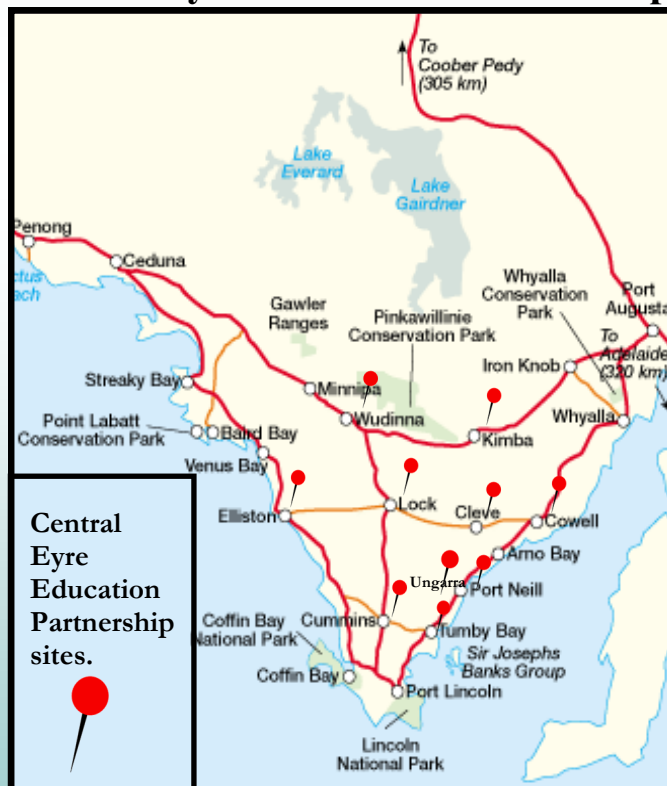 To
Coober Pedy
(305 km)
Lake
Everard
Lake
Gairdner
Penong
Ceduna
Whyalla
Conservation
Park
Port
Augusta
Gawler
Ranges
Pinkawillinie
Conservation Park
To
Adelaide
(320 km)
Iron Knob
Streaky Bay
Minnipa
Wudinna
Kimba
Whyalla
Point Labatt
Conservation Park
Baird Bay
Venus Bay
Elliston
Lock
Cleve
Cowell
Central
Eyre
Education
Partnership
sites.
Arno Bay
Ungarra
Port Neill
Coffin Bay
National Park
Cummins
Tumby Bay
Sir Josephs
Banks Group
Coffin Bay
Port Lincoln
Lincoln
National Park